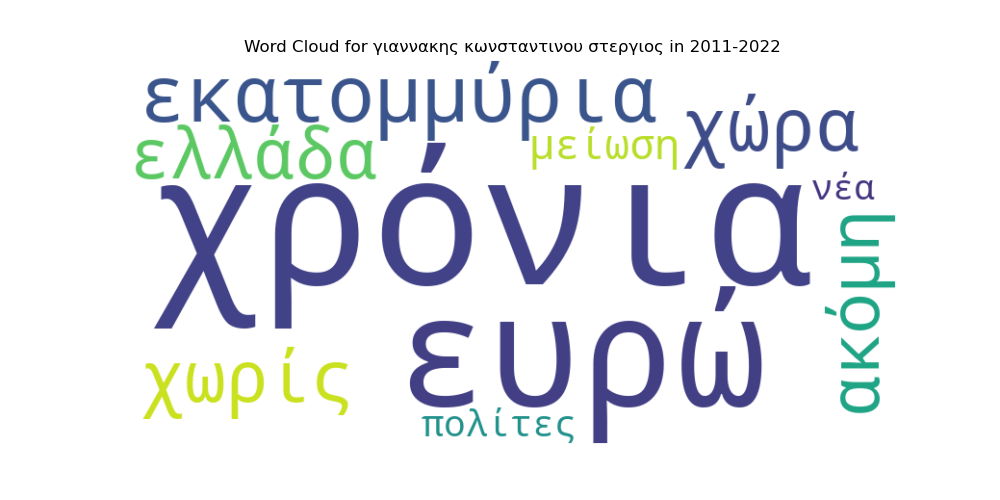 Word Cloud for γιαννακης κωνσταντινου στεργιος in 2011-2022
εκατομμύρια
χώρα
ελλάδα
μείωση
νέα
χρόνια
ακόμη
ευρώ
χωρίς
πολίτες